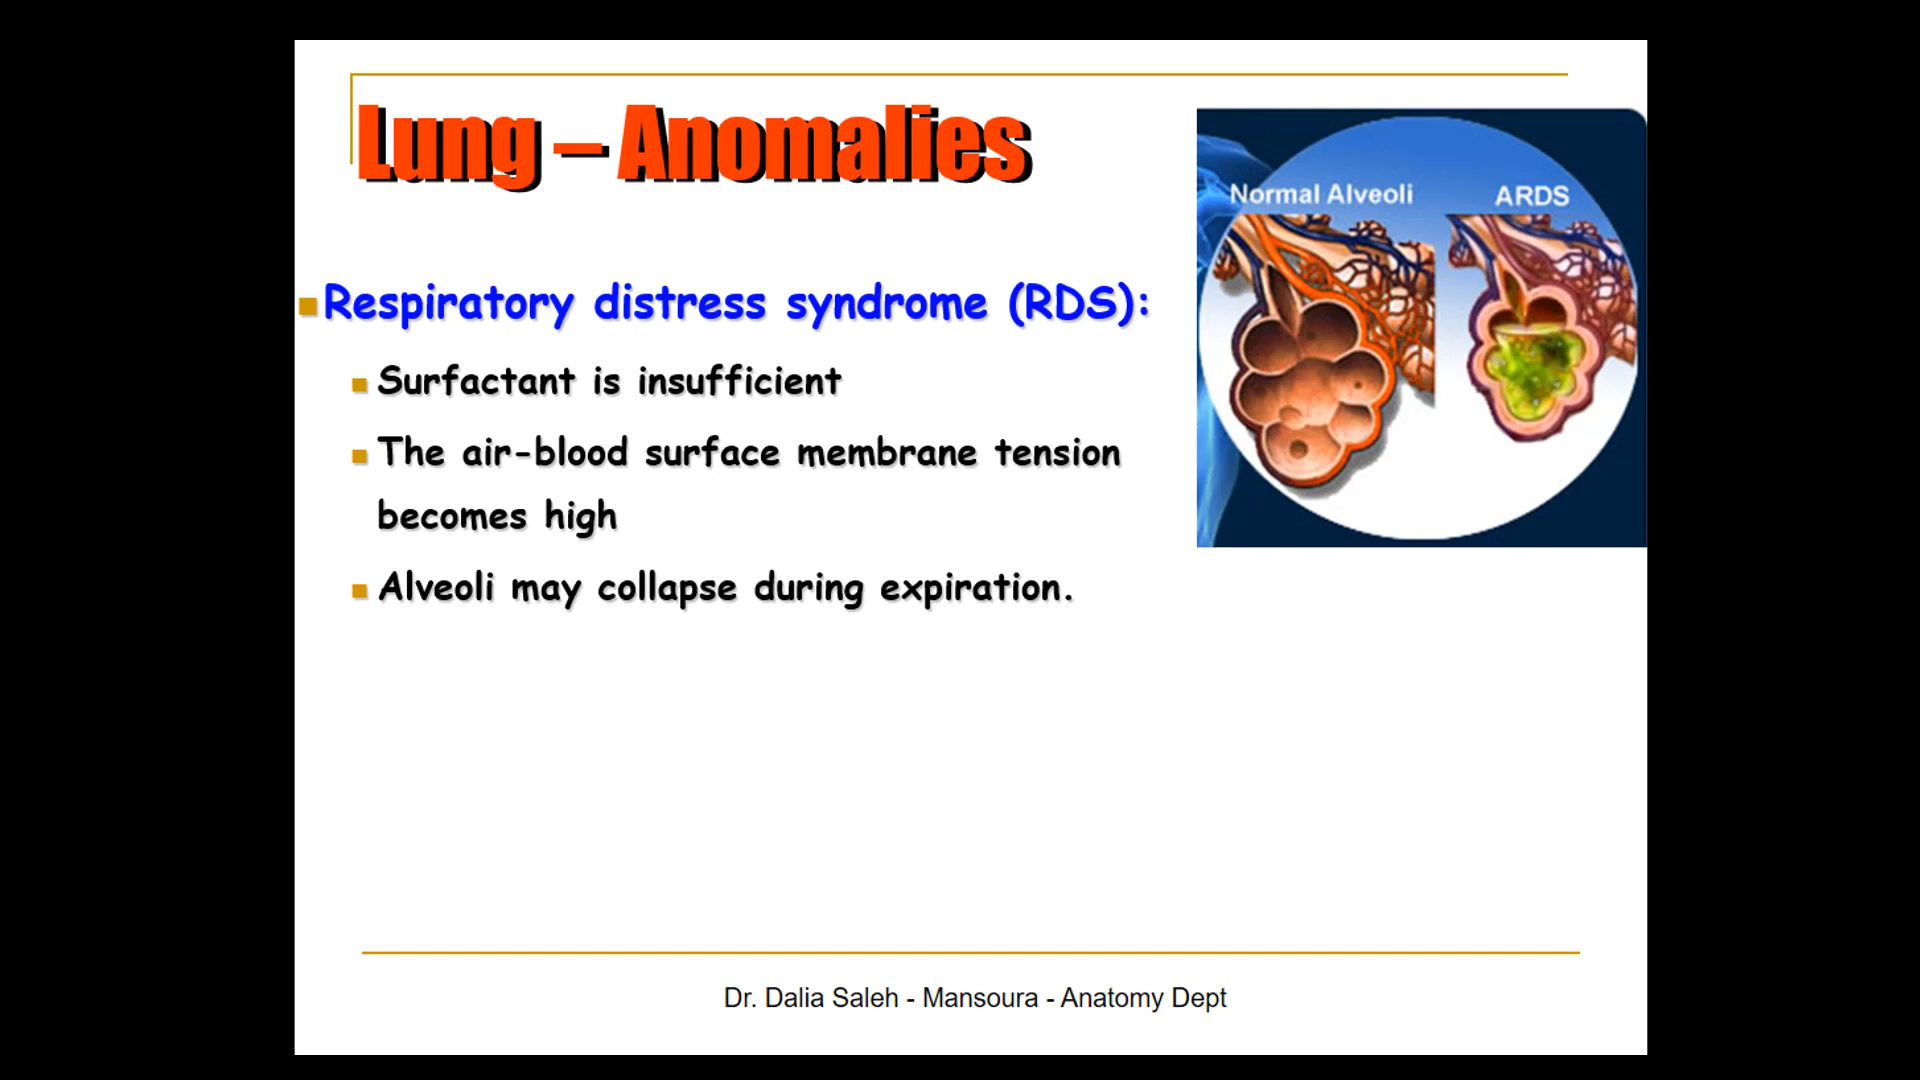 Lung – Anomalies
Normal Alveoli
ARDS
Respiratory distress syndrome (RDS):
Surfactant is insufficient
The air-blood surface membrane tension
becomes high
Alveoli may collapse during expiration.
Dr. Dalia Saleh - Mansoura - Anatomy Dept